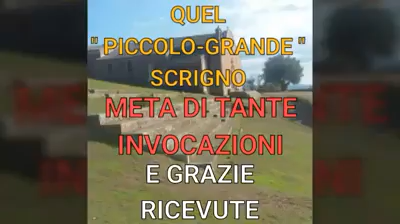 QUEL
" PICCOLO-GRANDE "
SCRIGNO
META DI TANTE
INVOCAZIONI
E GRAZIE
RICEVUTE